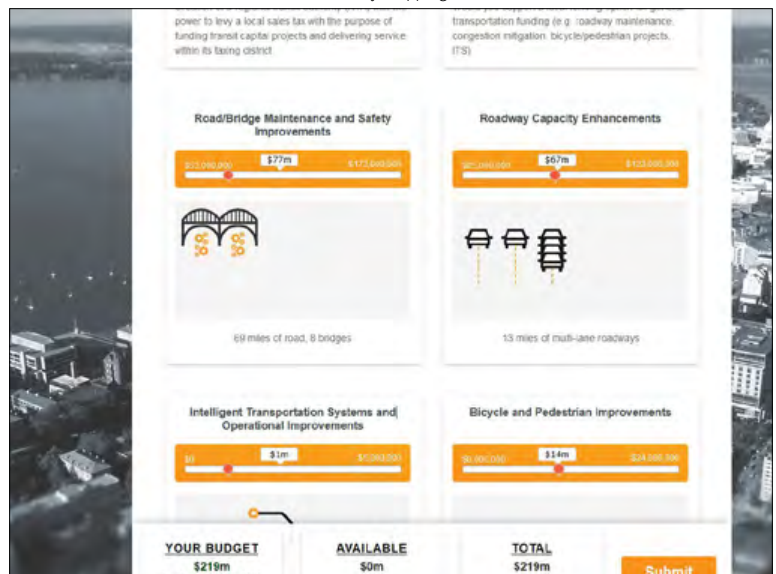 power to levy a local sales tax with the purpose of
funding transit capital projects and delivering service
within its taxing district
transportation funding (e.g. roadway maintenance,
congestion mitigation, bicycle/pedestrian projects,
ITS)
Road/Bridge Maintenance and Safety
Improvements
$77m
69 miles of road, 8 bridges
Roadway Capacity Enhancements
$67m
13 miles of multi-lane roadways
Intelligent Transportation Systems and
Operational Improvements
$0
$1m
Bicycle and Pedestrian Improvements
$14m
YOUR BUDGET
$219m
AVAILABLE
$0m
TOTAL
$219m
Submit